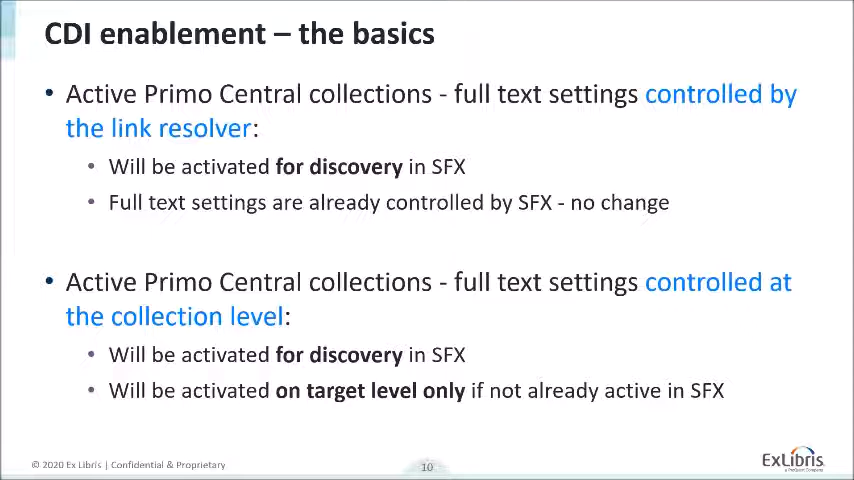 CDI enablement – the basics
• Active Primo Central collections - full text settings controlled by
the link resolver:
• Will be activated for discovery in SFX
• Full text settings are already controlled by SFX - no change
• Active Primo Central collections - full text settings controlled at
the collection level:
• Will be activated for discovery in SFX
• Will be activated on target level only if not already active in SFX
© 2020 Ex Libris | Confidential & Proprietary
10
ExLibris
a ProQuest Company